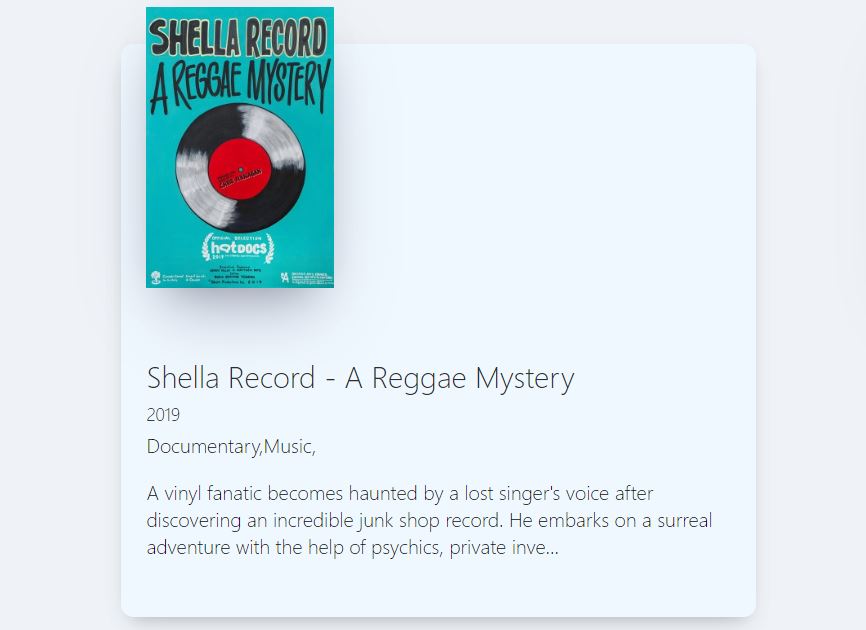 SHELLA RECORD
A REGGAE MYSTERY
OFFICIAL SELECTION
hotDOCS
2019
Shella Record - A Reggae Mystery
2019
Documentary,Music,
A vinyl fanatic becomes haunted by a lost singer's voice after
discovering an incredible junk shop record. He embarks on a surreal
adventure with the help of psychics, private inve...